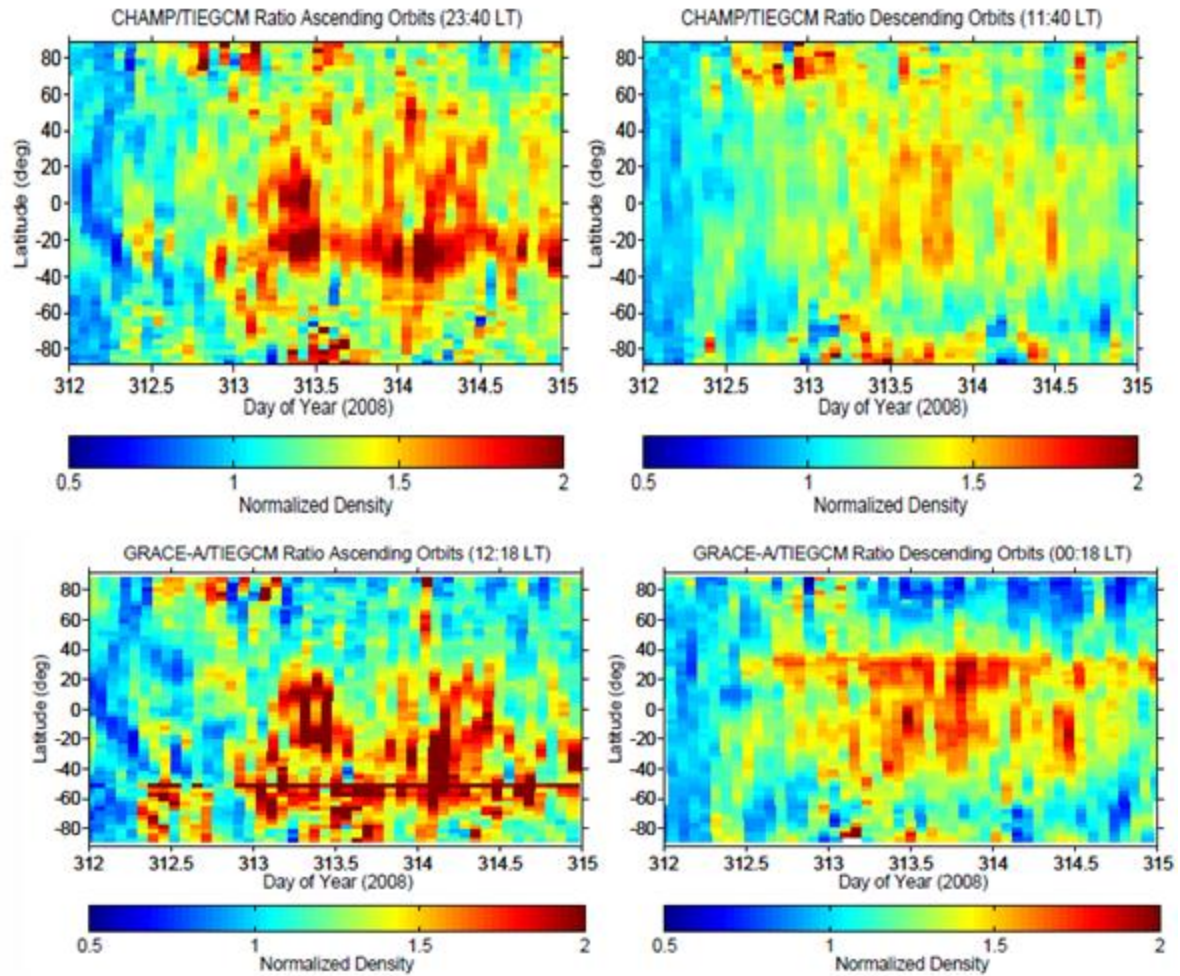 CHAMP/TIEGCM Ratio Ascending Orbits (23:40 LT)
80
60
40
20
0
-20
-40
-60
-80
Latitude (deg)
312 312.5 313 313.5 314 314.5 315
Day of Year (2008)
0.5 1 1.5 2
Normalized Density
CHAMP/TIEGCM Ratio Descending Orbits (11:40 LT)
80
60
40
20
0
-20
-40
-60
-80
Latitude (deg)
312 312.5 313 313.5 314 314.5 315
Day of Year (2008)
0.5 1 1.5 2
Normalized Density
GRACE-A/TIEGCM Ratio Ascending Orbits (12:18 LT)
80
60
40
20
0
-20
-40
-60
-80
Latitude (deg)
312 312.5 313 313.5 314 314.5 315
Day of Year (2008)
0.5 1 1.5 2
Normalized Density
GRACE-A/TIEGCM Ratio Descending Orbits (00:18 LT)
80
60
40
20
0
-20
-40
-60
-80
Latitude (deg)
312 312.5 313 313.5 314 314.5 315
Day of Year (2008)
0.5 1 1.5 2
Normalized Density